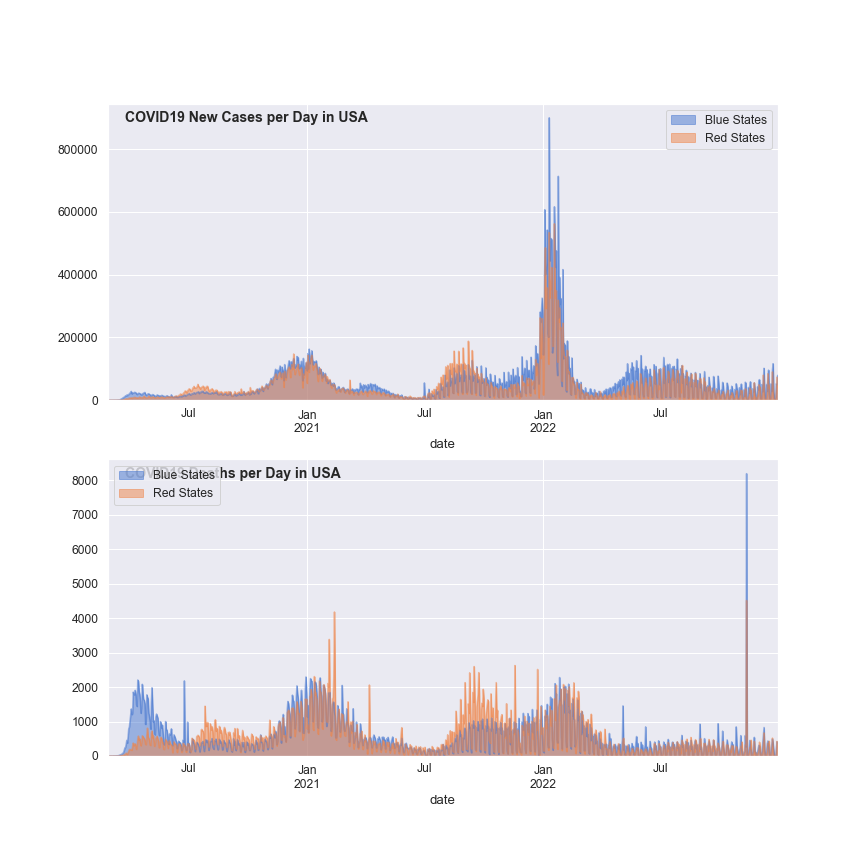 COVID19 New Cases per Day in USA
Blue States
Red States
800000
600000
400000
200000
0
Jul
Jan
2021
Jul
Jan
2022
Jul
date
COVID19 Deaths per Day in USA
Blue States
Red States
8000
7000
6000
5000
4000
3000
2000
1000
0
Jul
Jan
2021
Jul
Jan
2022
Jul
date